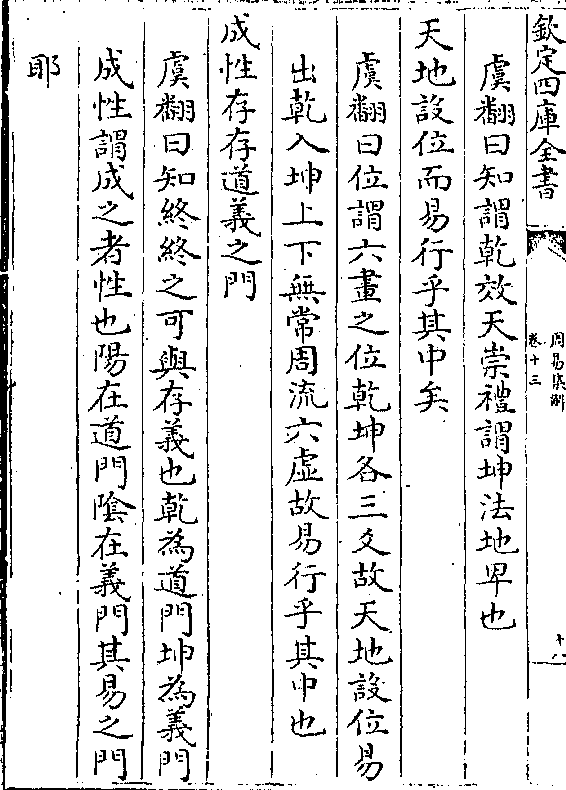 欽定四庫全書
周易集解
卷十三
十八
虞翻曰知謂乾效天崇禮謂坤法地卑也
天地設位而易行乎其中矣
虞翻曰位謂六畫之位乾坤各三爻故天地設位易
出乾入坤上下無常周流六虛故易行乎其中也
成性存存道義之門
虞翻曰知終終之可與存義也乾為道門坤為義門
成性謂成之者性也陽在道門陰在義門其易之門
耶